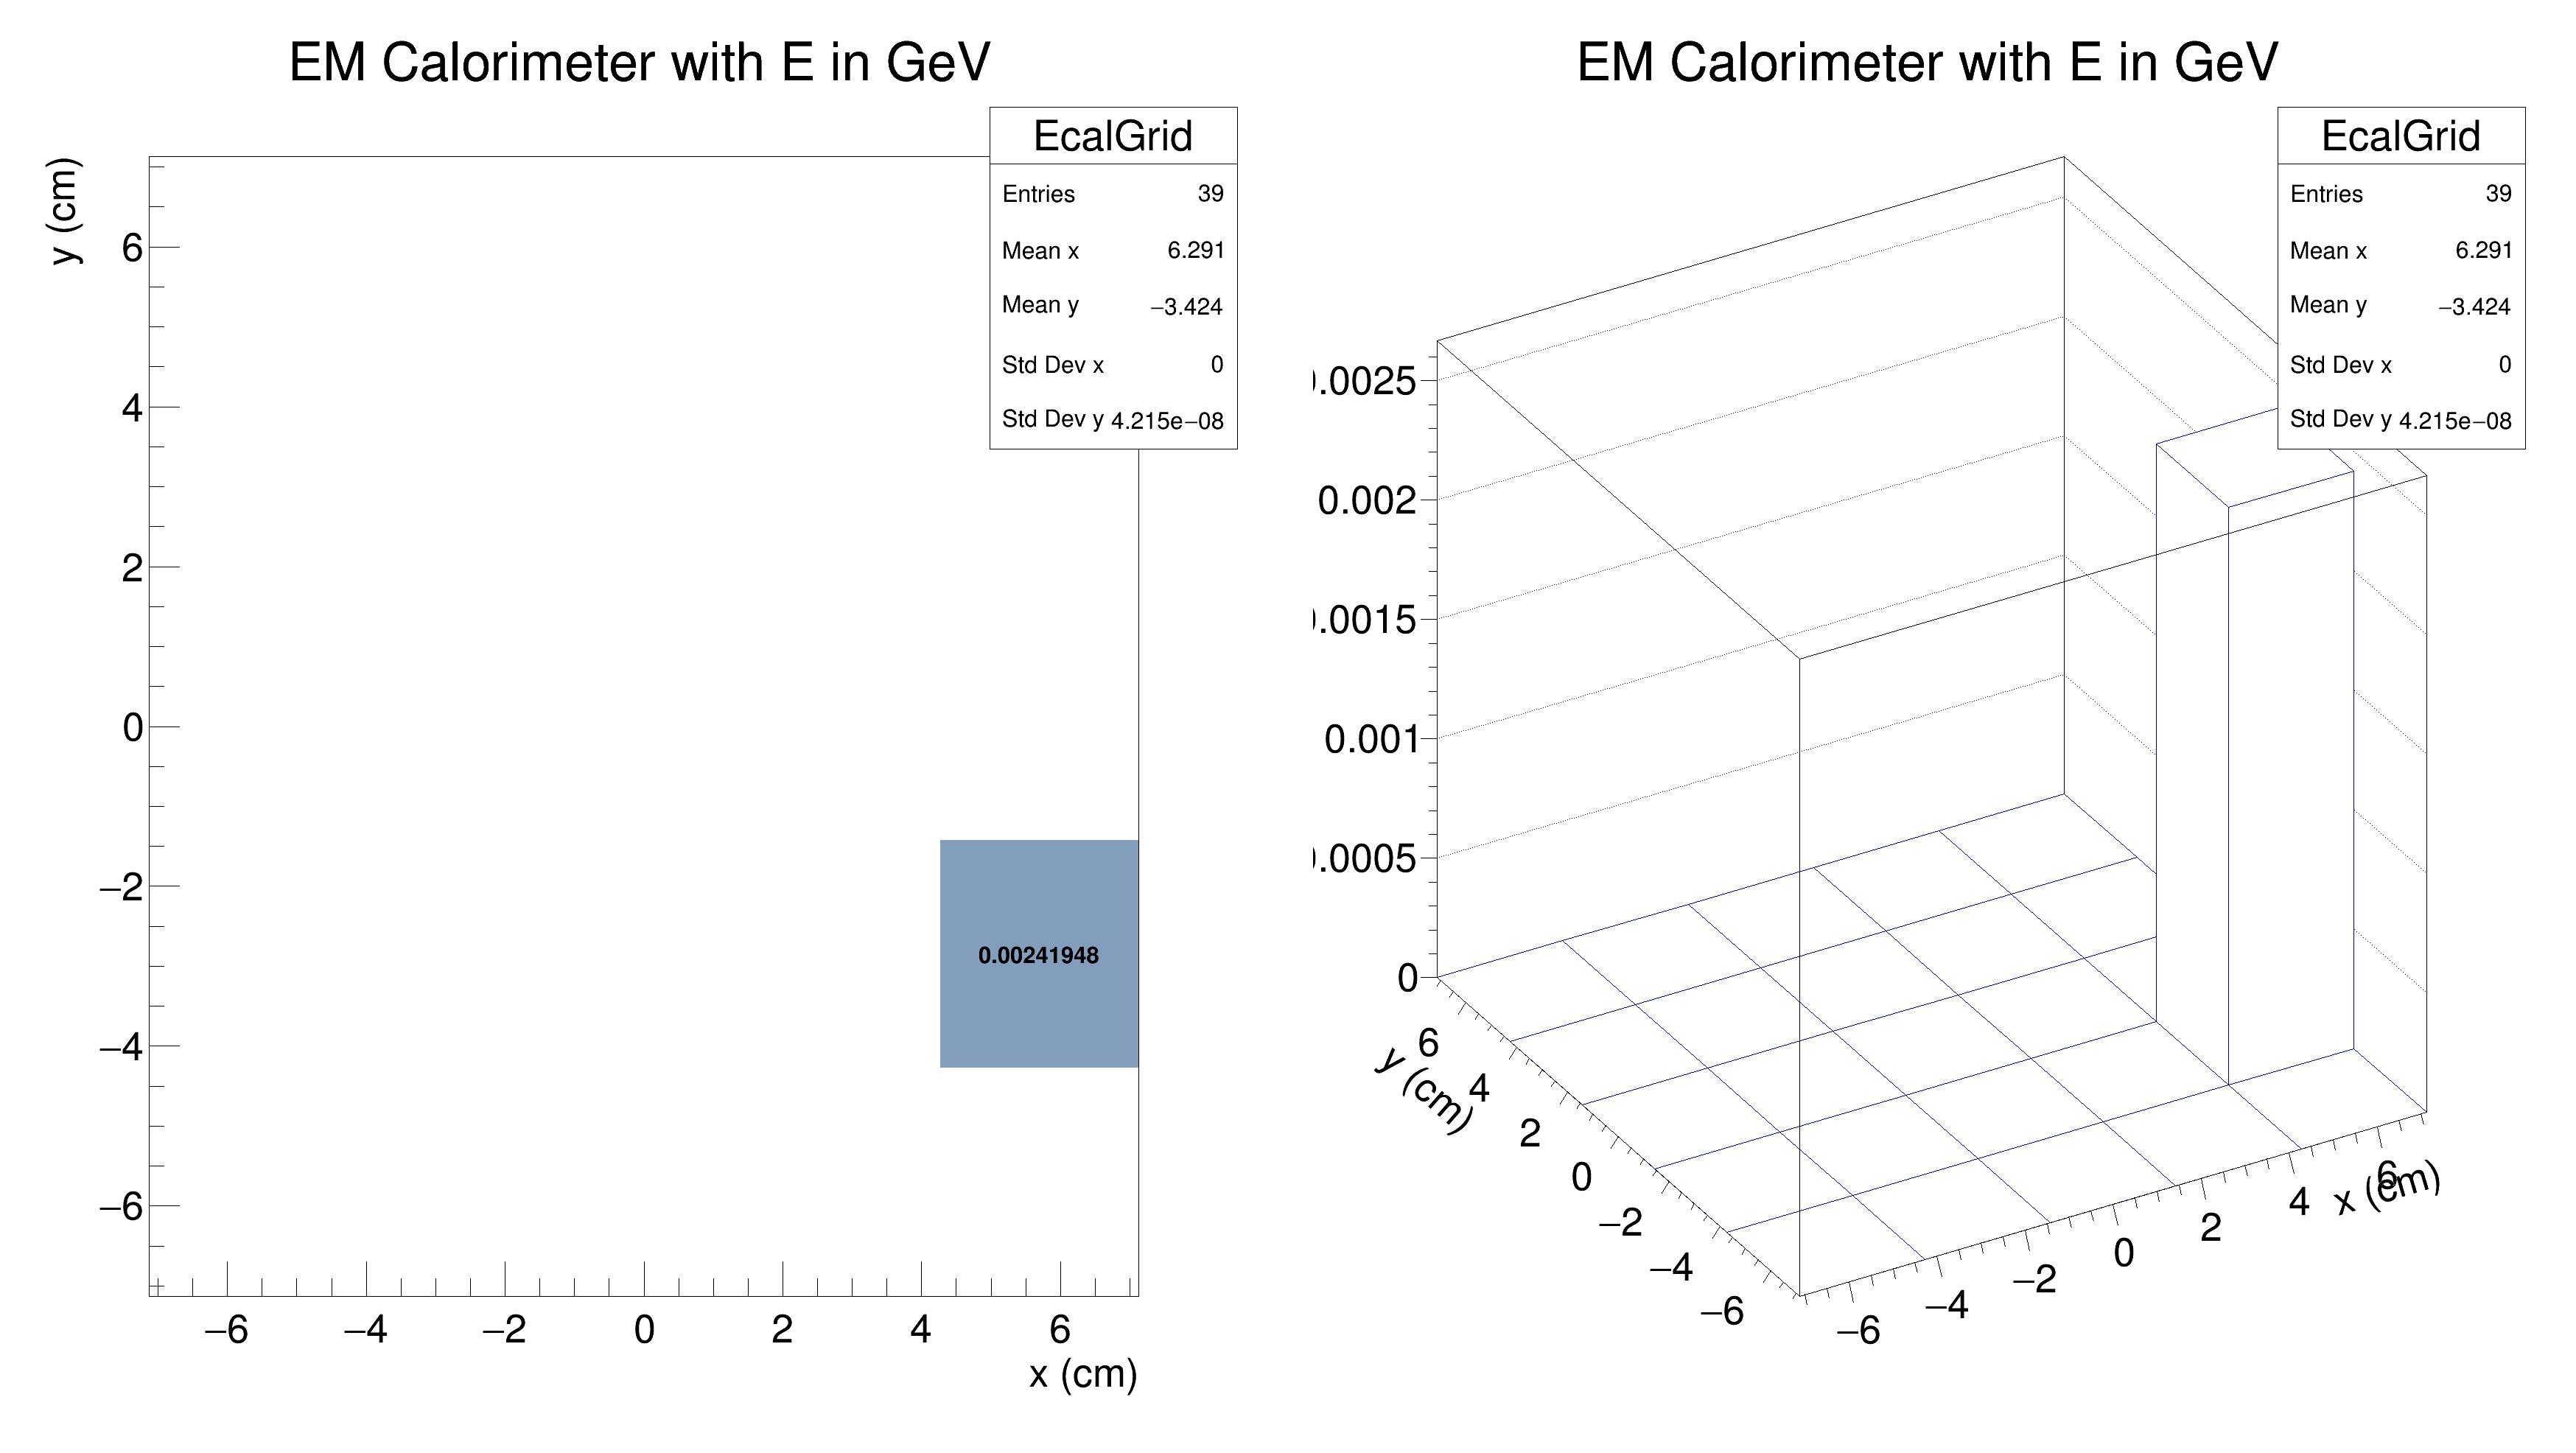 EM Calorimeter with E in GeV
EcalGrid
Entries 39
Mean x 6.291
Mean y −3.424
Std Dev x 0
Std Dev y 4.215e−08
y (cm)
6
4
2
0
−2
−4
−6
0.00241948
−6 −4 −2 0 2 4 6
x (cm)
EM Calorimeter with E in GeV
EcalGrid
Entries 39
Mean x 6.291
Mean y −3.424
Std Dev x 0
Std Dev y 4.215e−08
.0025
0.002
.0015
0.001
.0005
0
y (cm)
6
4
2
0
−2
−4
−6
−6 −4 −2 0 2 4 6
x (cm)